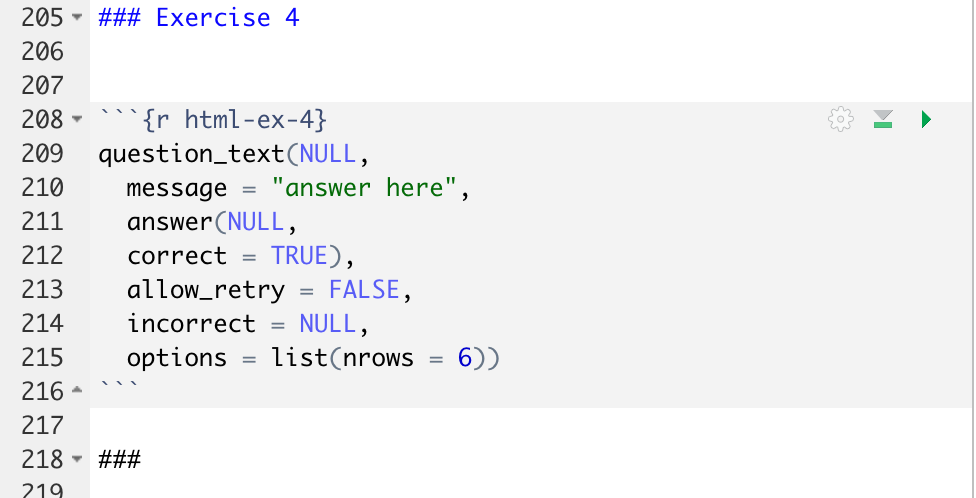 205 ### Exercise 4
206
207
208 ```{r html-ex-4}
209 question_text(NULL,
210   message = "answer here",
211   answer(NULL,
212   correct = TRUE),
213   allow_retry = FALSE,
214   incorrect = NULL,
215   options = list(nrows = 6))
216 ```
217
218 ###
219